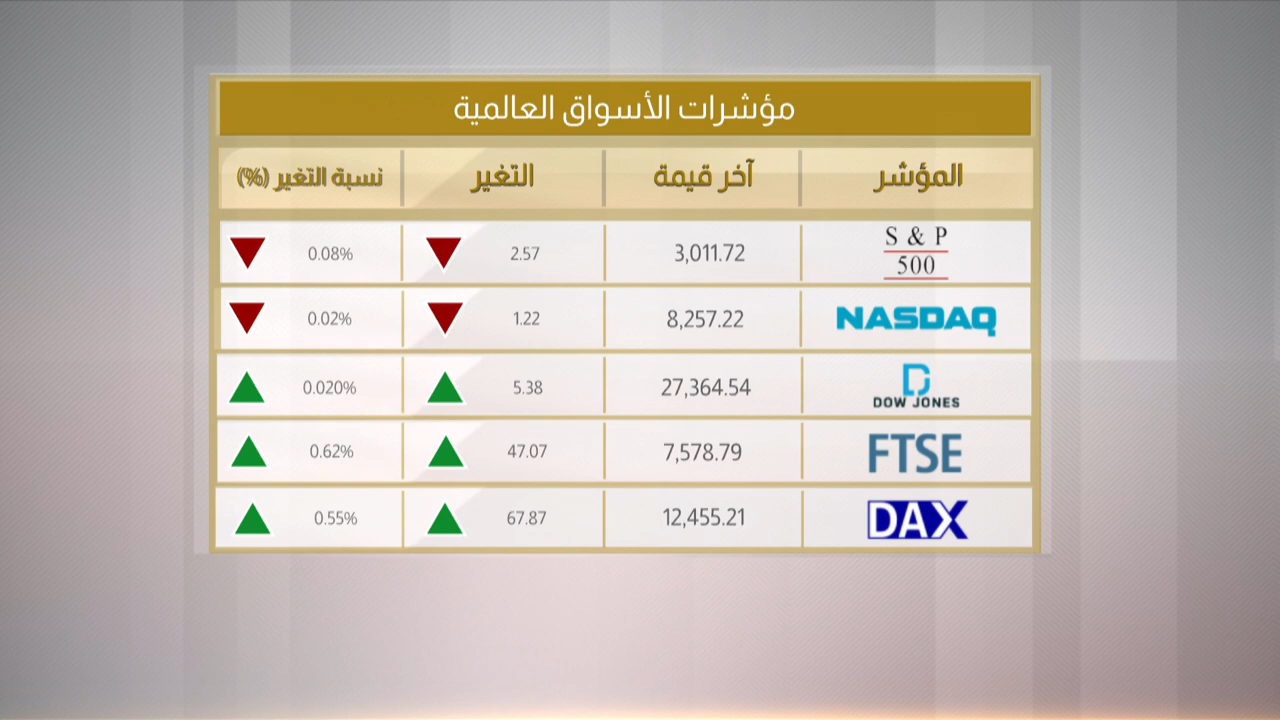 مؤشرات الأسواق العالمية
المؤشر آخر قيمة التغير نسبة التغير (%)
S & P
500
3,011.72 2.57 0.08%
NASDAQ 8,257.22 1.22 0.02%
DOW JONES 27,364.54 5.38 0.020%
FTSE 7,578.79 47.07 0.62%
DAX 12,455.21 67.87 0.55%